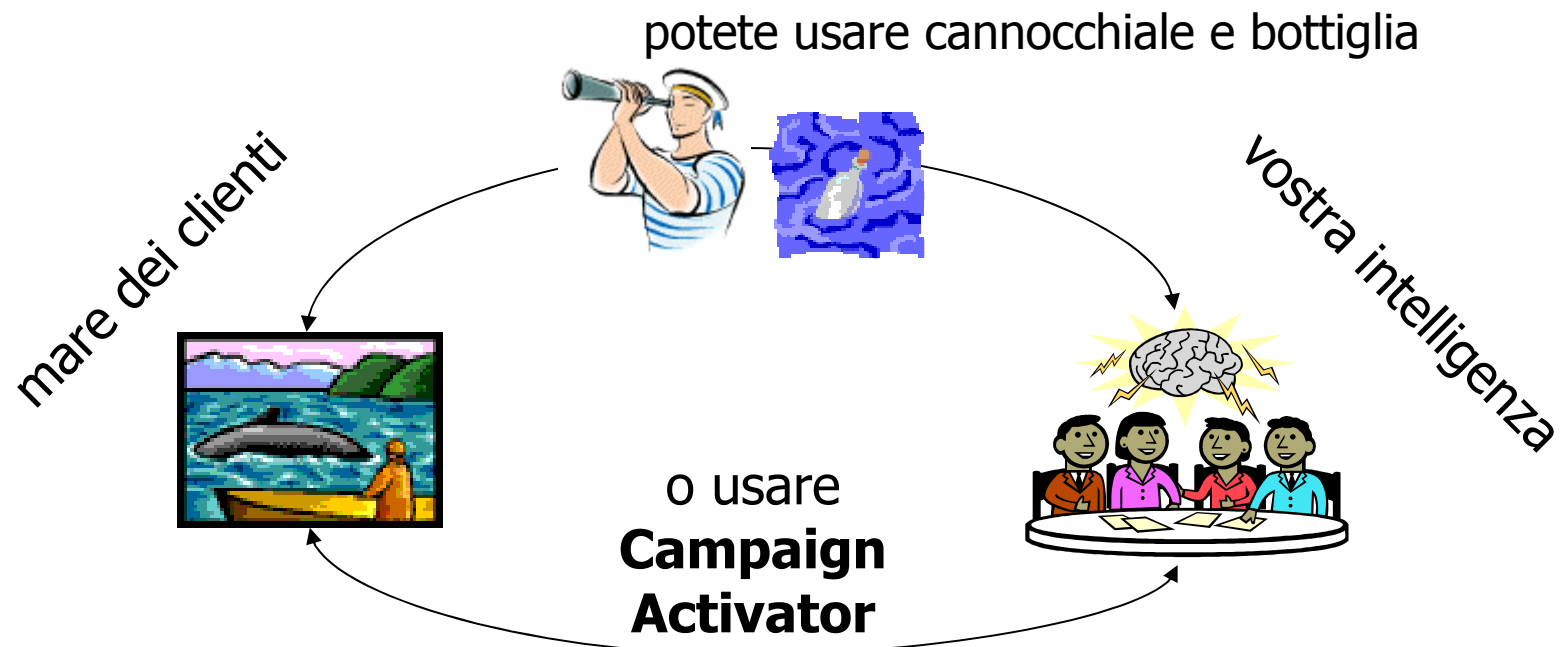 potete usare cannocchiale e bottiglia
mare dei clienti
vostra intelligenza
o usare
Campaign
Activator